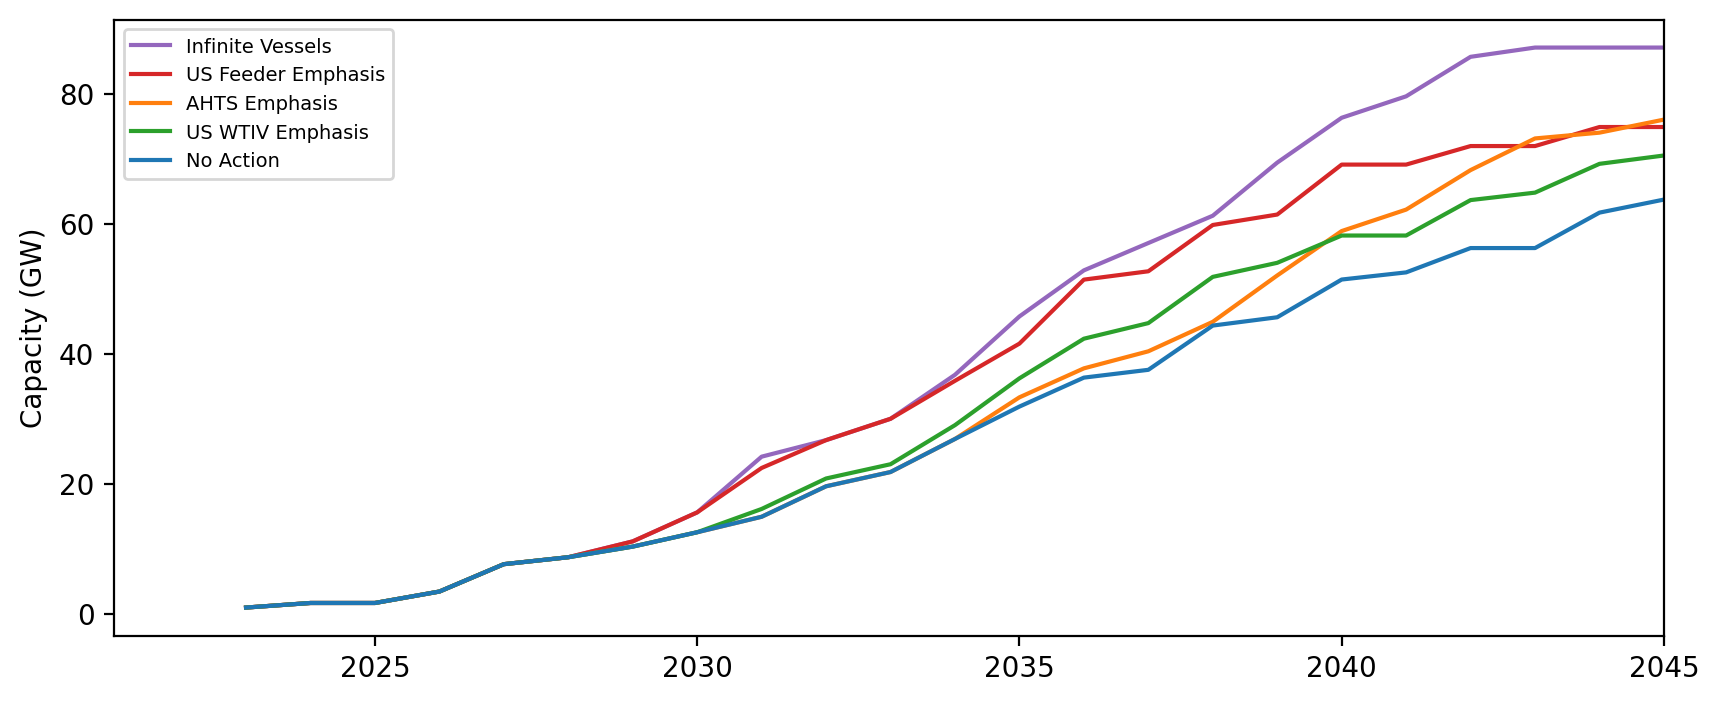 Infinite Vessels
US Feeder Emphasis
AHTS Emphasis
US WTIV Emphasis
No Action
Capacity (GW)
80
60
40
20
0
2025 2030 2035 2040 2045